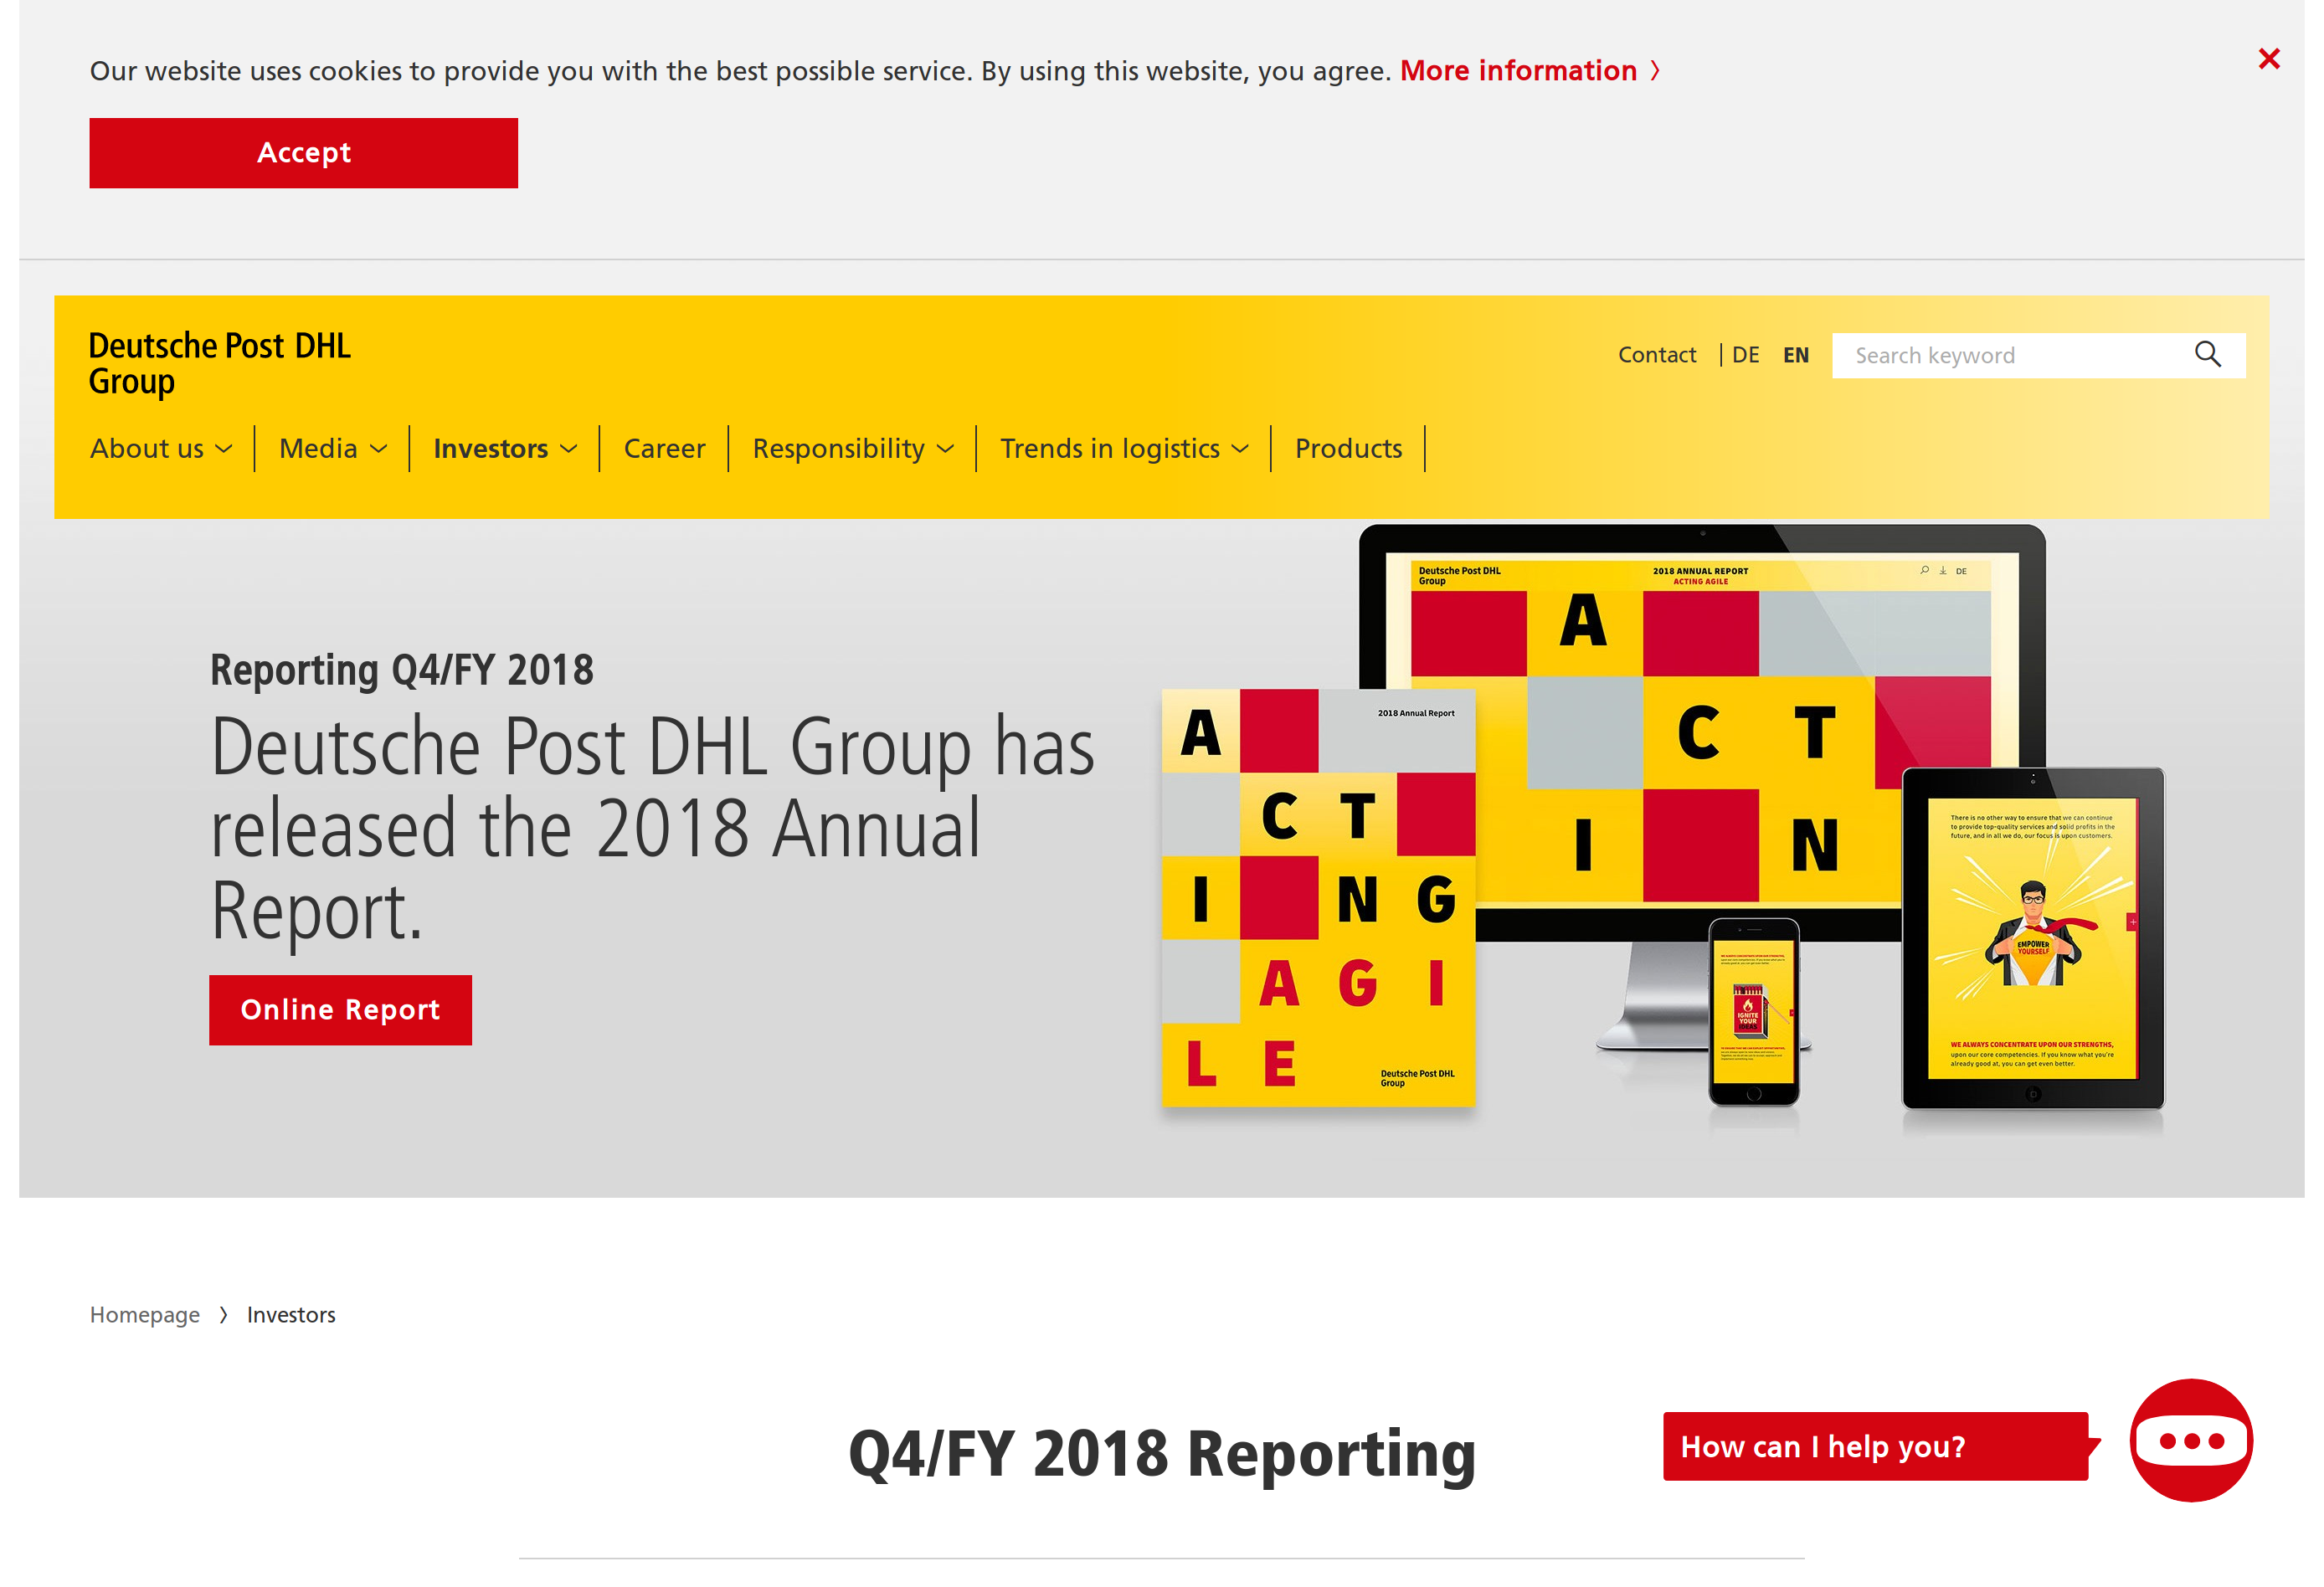 Our website uses cookies to provide you with the best possible service. By using this website, you agree. More information
Accept
Deutsche Post DHL
Group
Contact DE EN Search keyword
About us Media Investors Career Responsibility Trends in logistics Products
Reporting Q4/FY 2018
Deutsche Post DHL Group has
released the 2018 Annual
Report.
Online Report
Deutsche Post DHL
Group
2018 ANNUAL REPORT
ACTING AGILE
DE
A
C T
I N
2018 Annual Report
A
C T
I N G
A G I
L E
Deutsche Post DHL
Group
There is no other way to ensure that we can continue
to provide top-quality services and solid profits in the
future, and in all we do, our focus is upon customers.
EMPOWER
YOURSELF
WE ALWAYS CONCENTRATE UPON OUR STRENGTHS,
upon our core competencies. If you know what you're
already good at, you can get even better.
IGNITE
YOUR
IDEAS
Homepage Investors
Q4/FY 2018 Reporting
How can I help you?